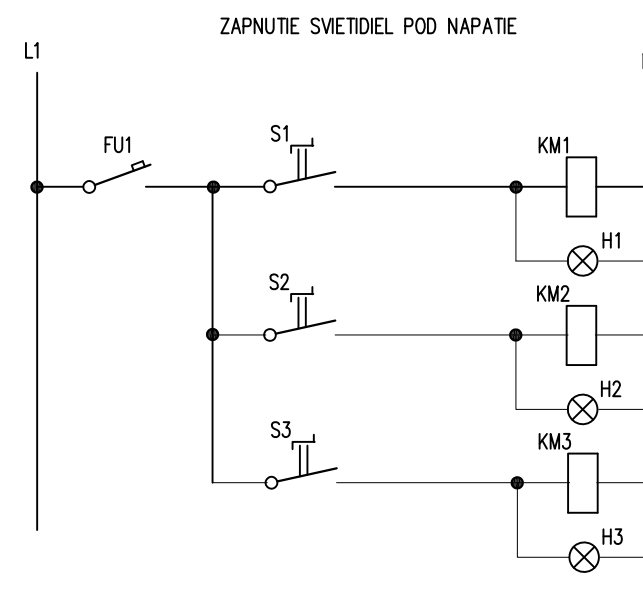 ZAPNUTIE SVIETIDIEL POD NAPATIE
L1
FU1
S1
KM1
H1
S2
KM2
H2
S3
KM3
H3